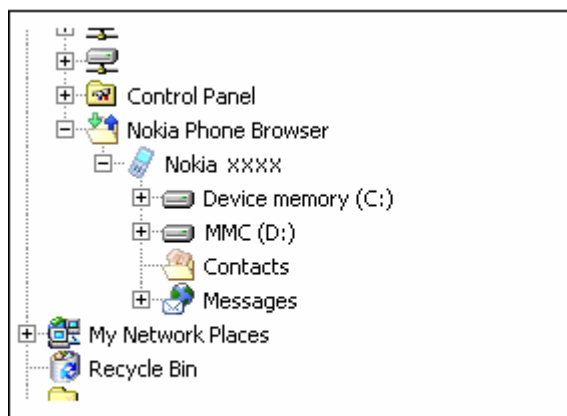 Control Panel
Nokia Phone Browser
Nokia xxxx
Device memory (C:)
MMC (D:)
Contacts
Messages
My Network Places
Recycle Bin